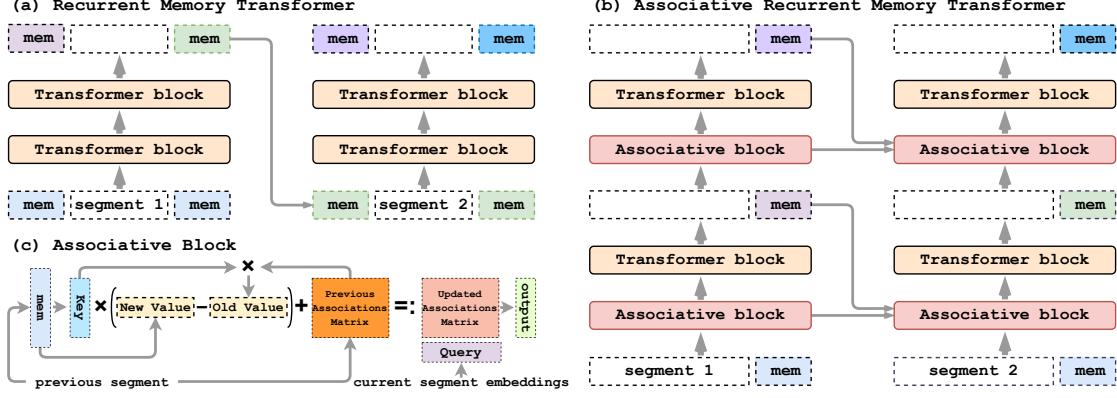 (a) Recurrent Memory Transformer
mem mem mem mem
Transformer block Transformer block
Transformer block Transformer block
mem segment 1 mem mem segment 2 mem
(c) Associative Block
×
mem Key × ( New Value − Old Value ) + Previous Associations Matrix =: Updated Associations Matrix output
Query
previous segment current segment embeddings
(b) Associative Recurrent Memory Transformer
mem mem
Transformer block Transformer block
Associative block Associative block
mem mem
Transformer block Transformer block
Associative block Associative block
segment 1 mem segment 2 mem